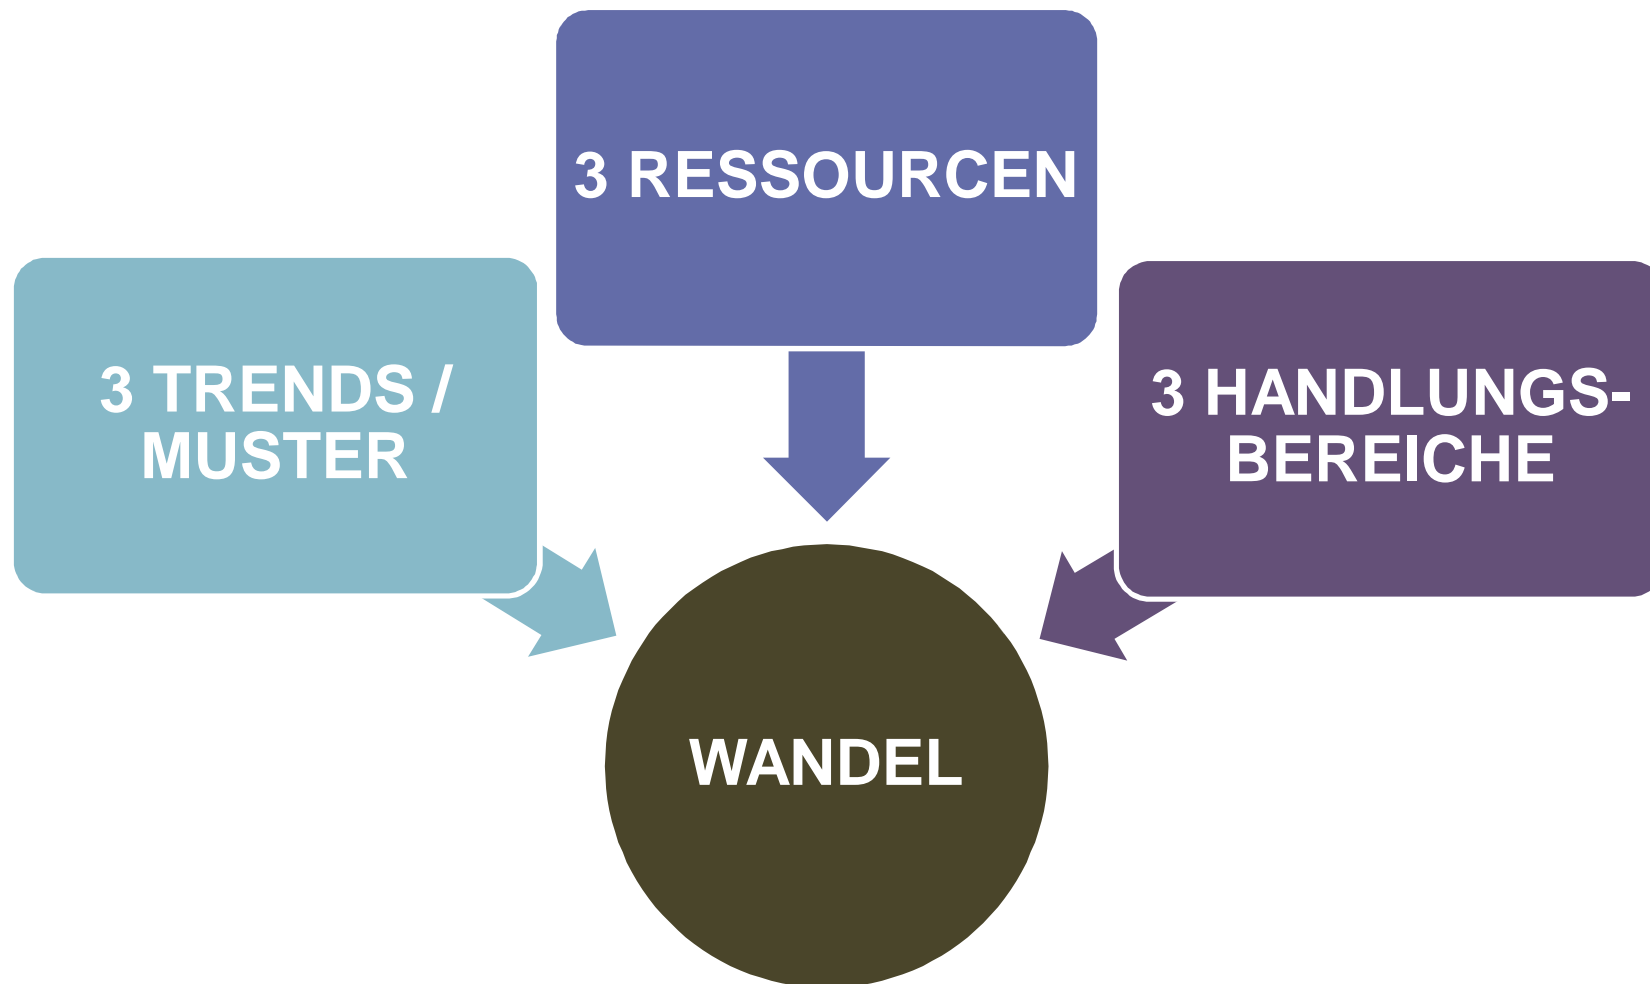 3 RESSOURCEN
3 TRENDS /
MUSTER
3 HANDLUNGS-
BEREICHE
WANDEL